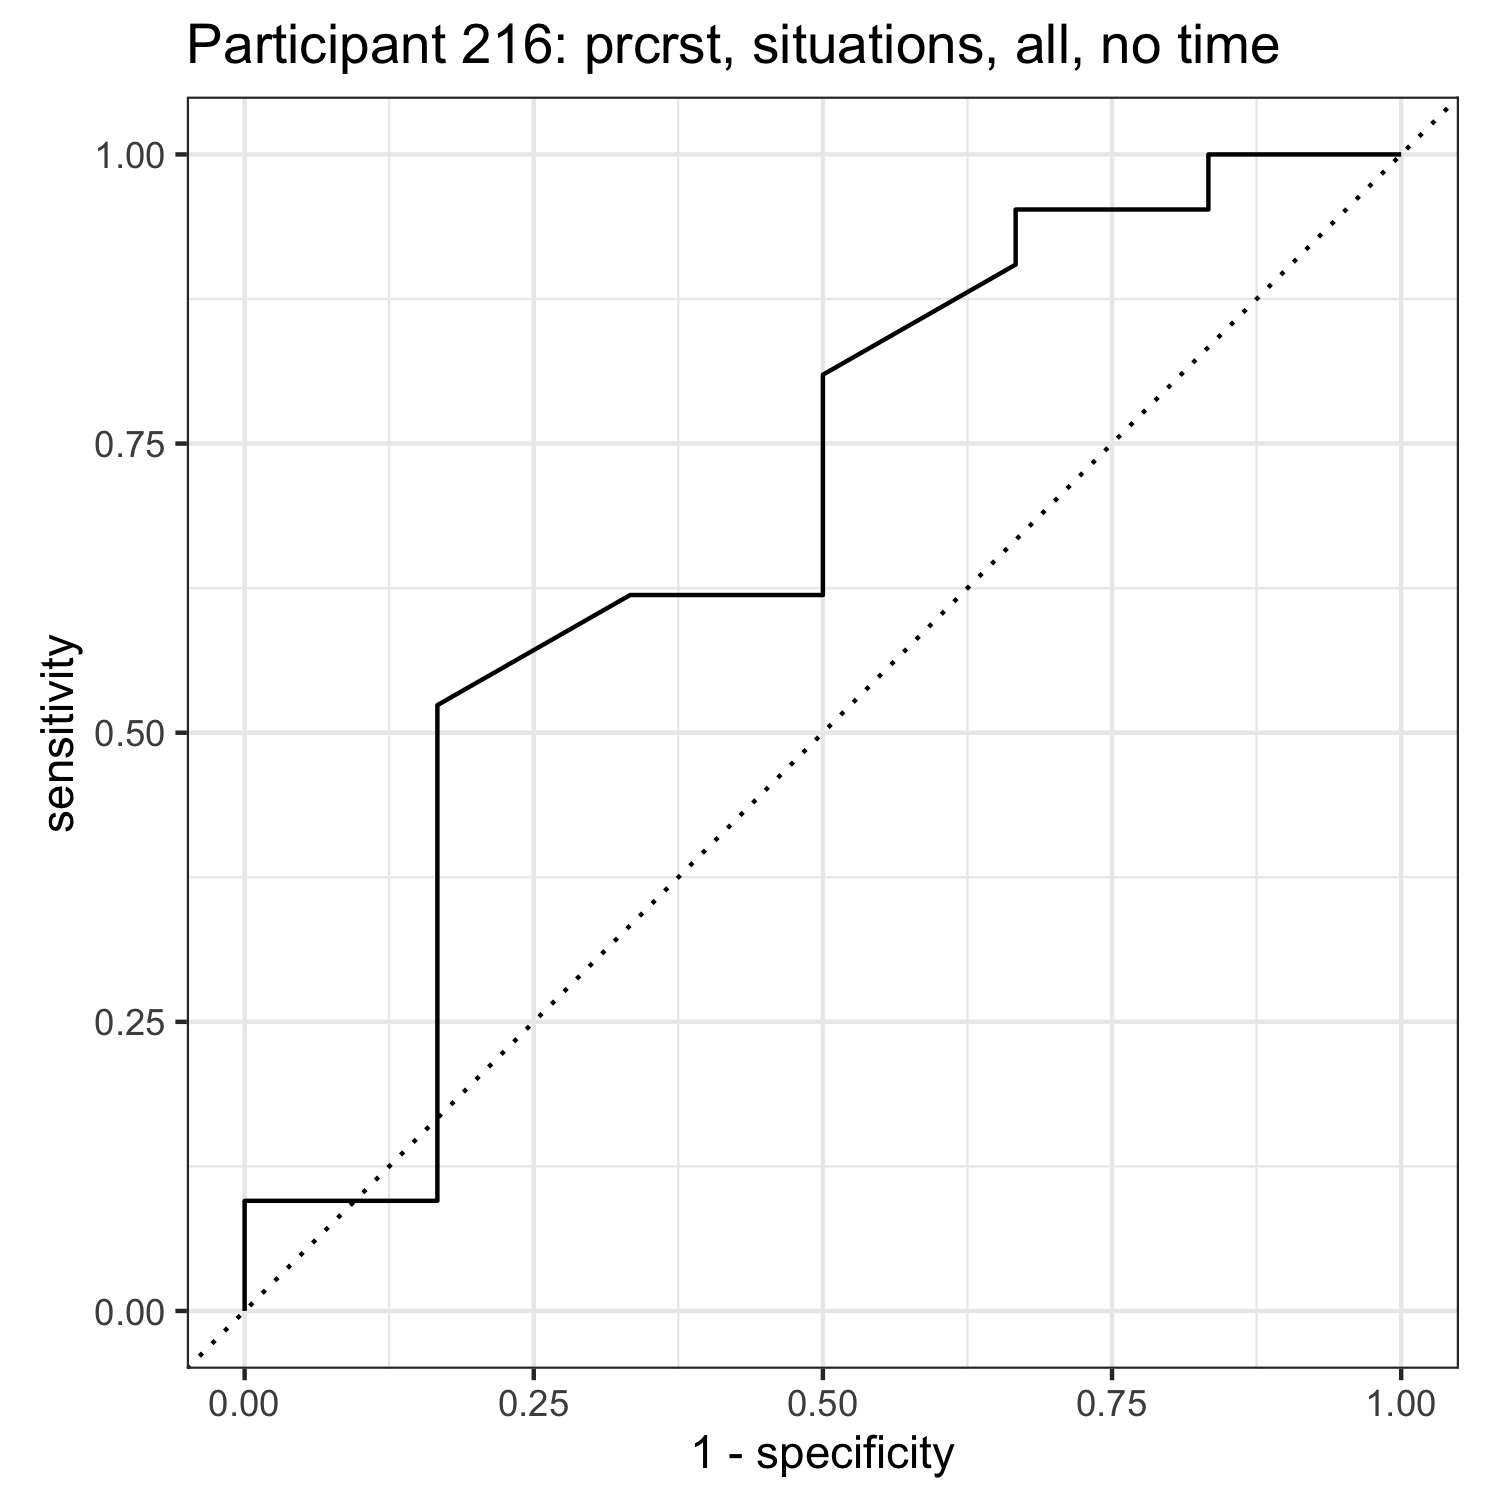 Participant 216: prcrst, situations, all, no time
1.00
0.75
0.50
0.25
0.00
sensitivity
0.00 0.25 0.50 0.75 1.00
1 - specificity